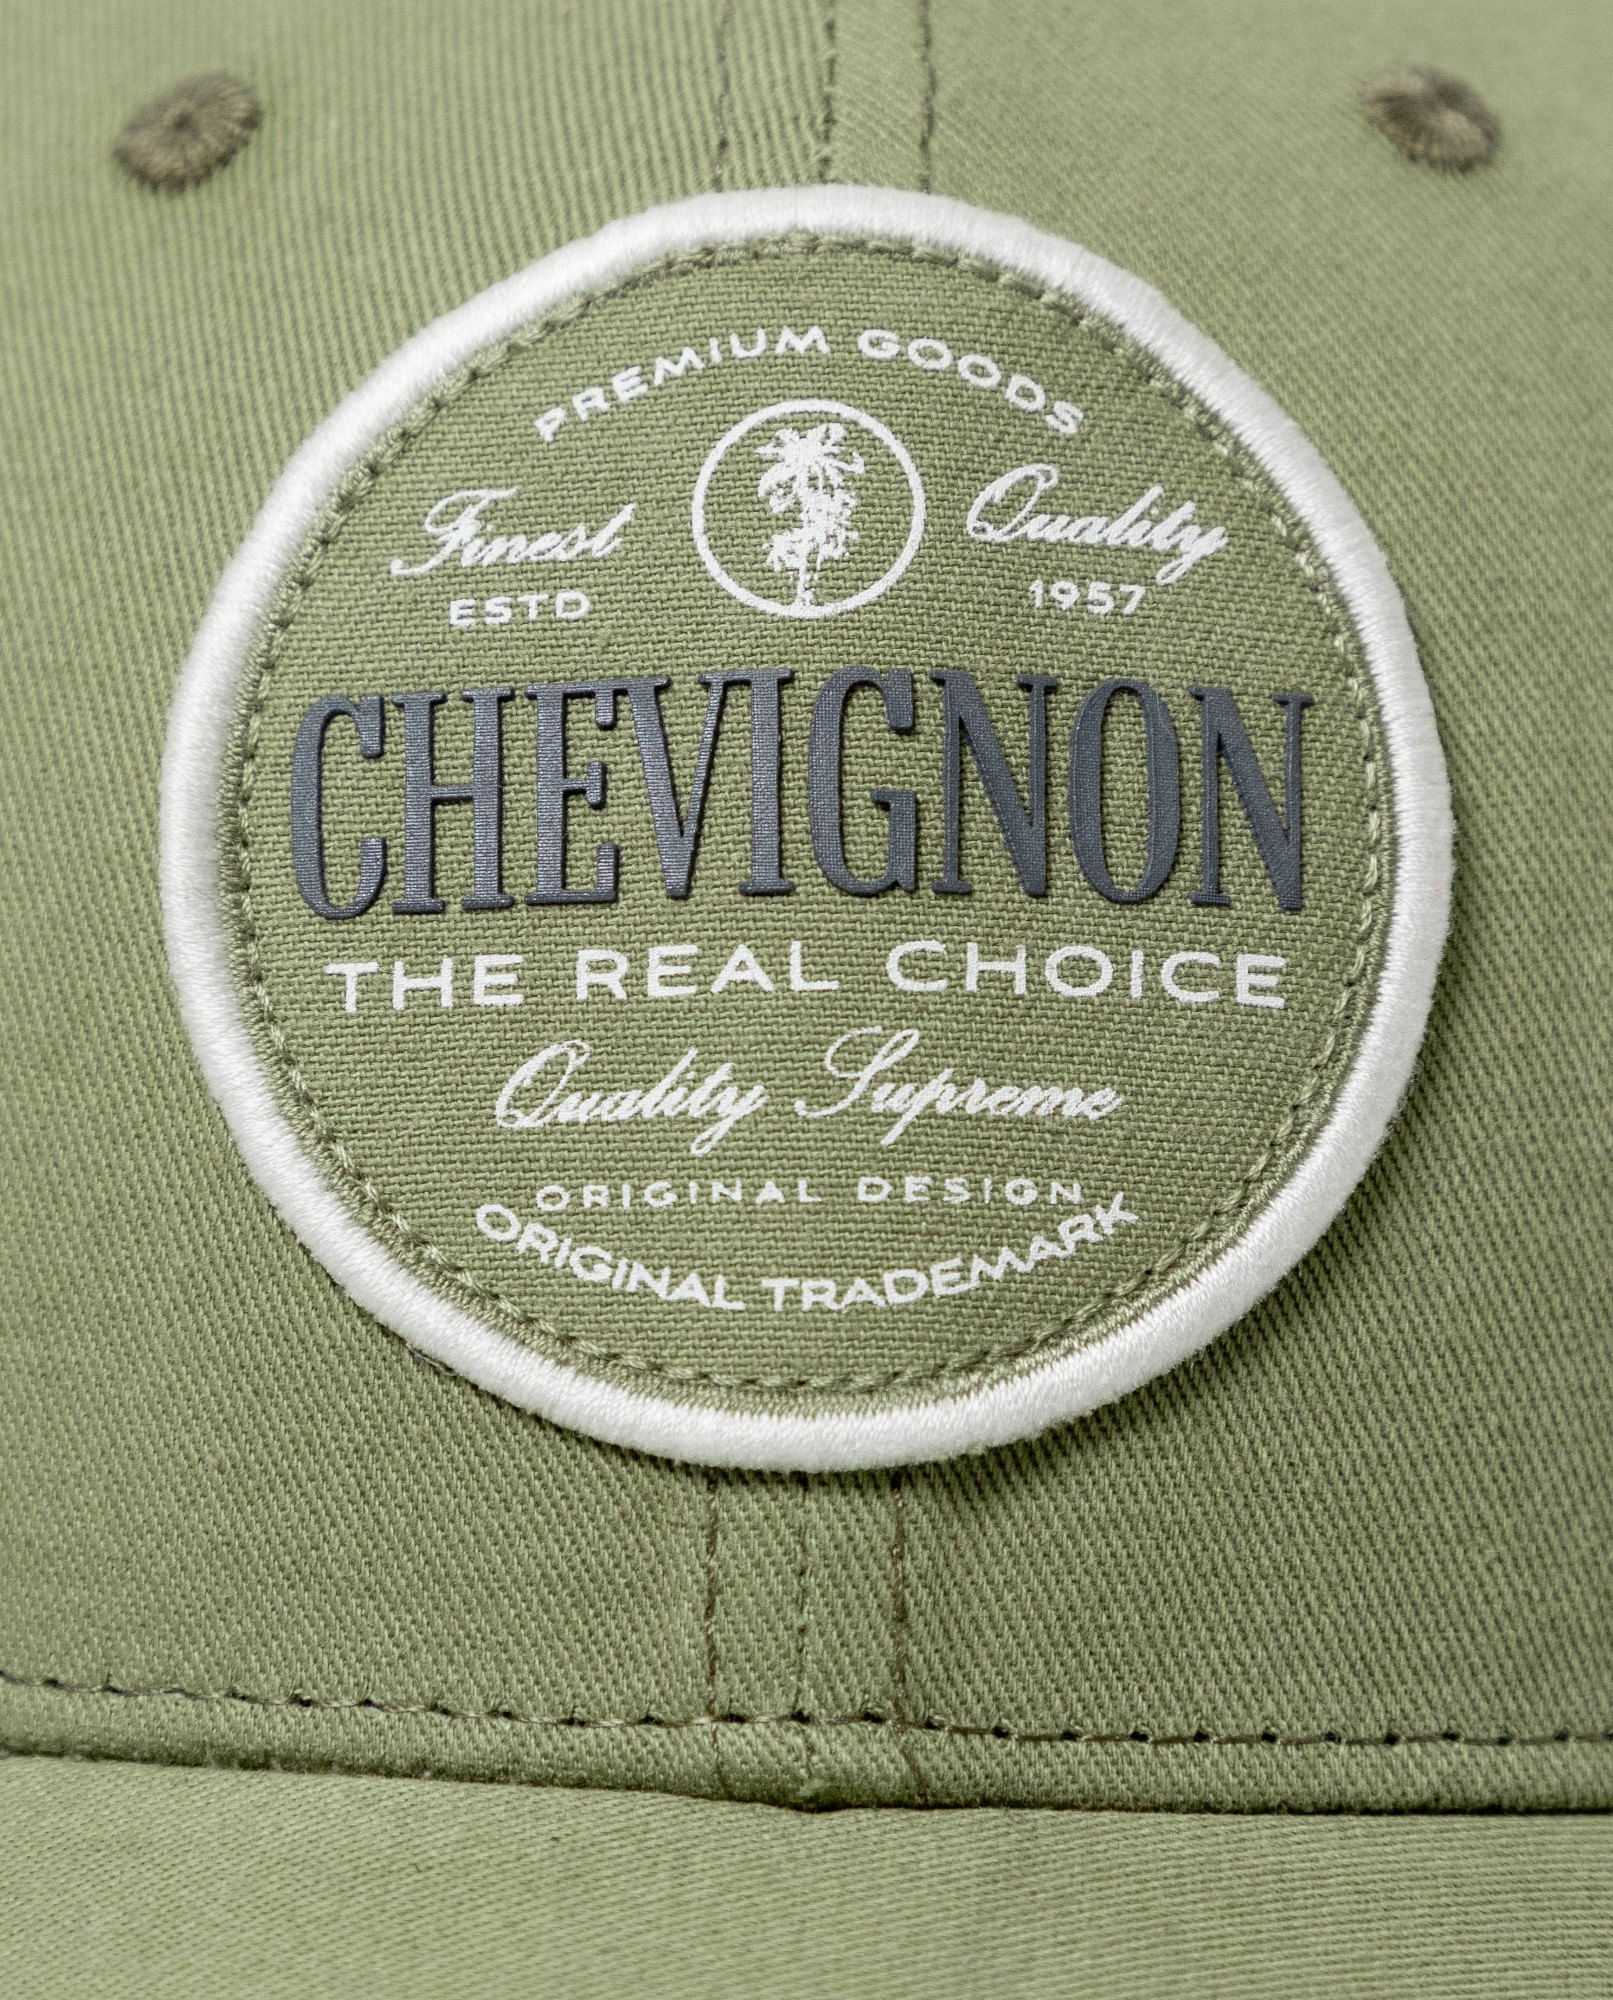 PREMIUM GOODS
Finest Quality
ESTD 1957
CHEVIGNON
THE REAL CHOICE
Quality Supreme
ORIGINAL DESIGN
ORIGINAL TRADEMARK